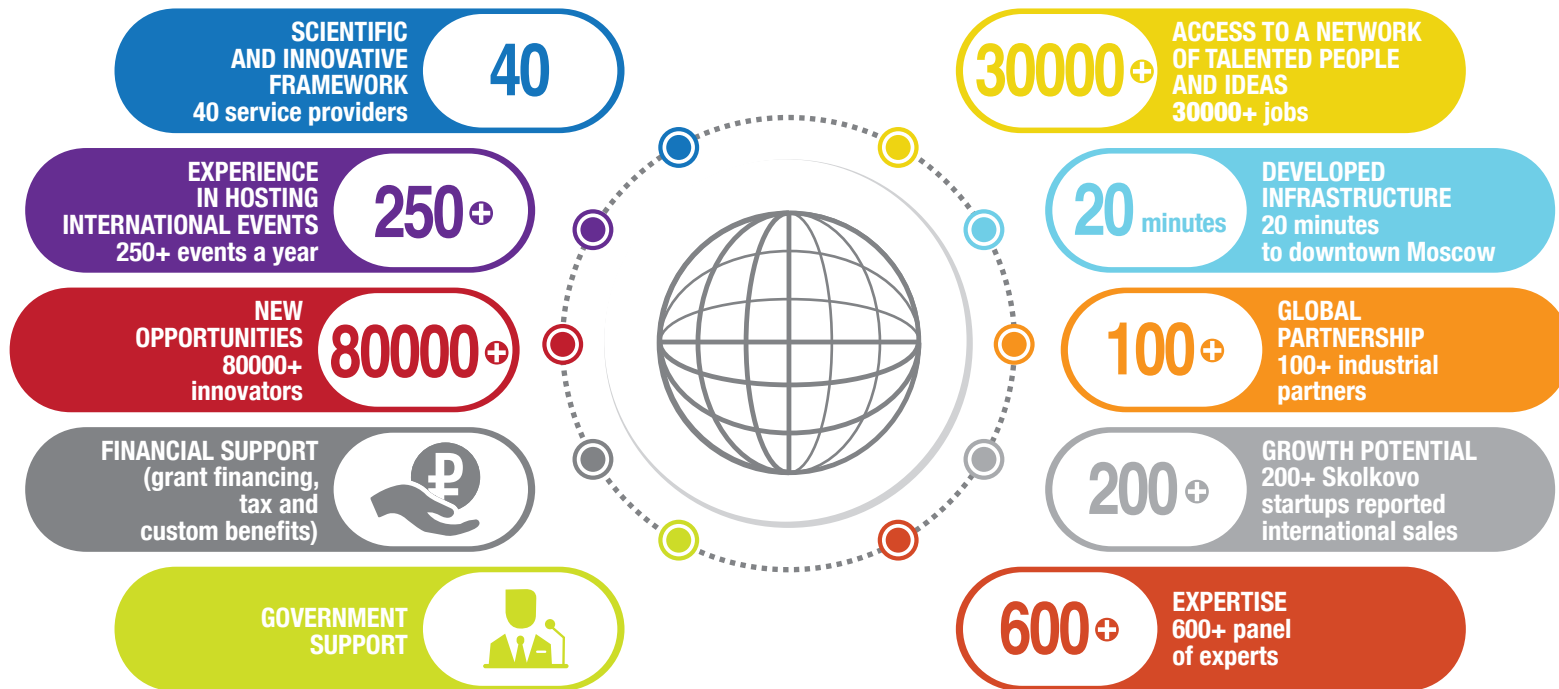 SCIENTIFIC
AND INNOVATIVE
FRAMEWORK
40 service providers
40
EXPERIENCE
IN HOSTING
INTERNATIONAL EVENTS
250+ events a year
250+
NEW
OPPORTUNITIES
80000+
innovators
80000+
FINANCIAL SUPPORT
(grant financing,
tax and
custom benefits)
₽
GOVERNMENT
SUPPORT
30000+
ACCESS TO A NETWORK
OF TALENTED PEOPLE
AND IDEAS
30000+ jobs
20 minutes
DEVELOPED
INFRASTRUCTURE
20 minutes
to downtown Moscow
100+
GLOBAL
PARTNERSHIP
100+ industrial
partners
200+
GROWTH POTENTIAL
200+ Skolkovo
startups reported
international sales
600+
EXPERTISE
600+ panel
of experts